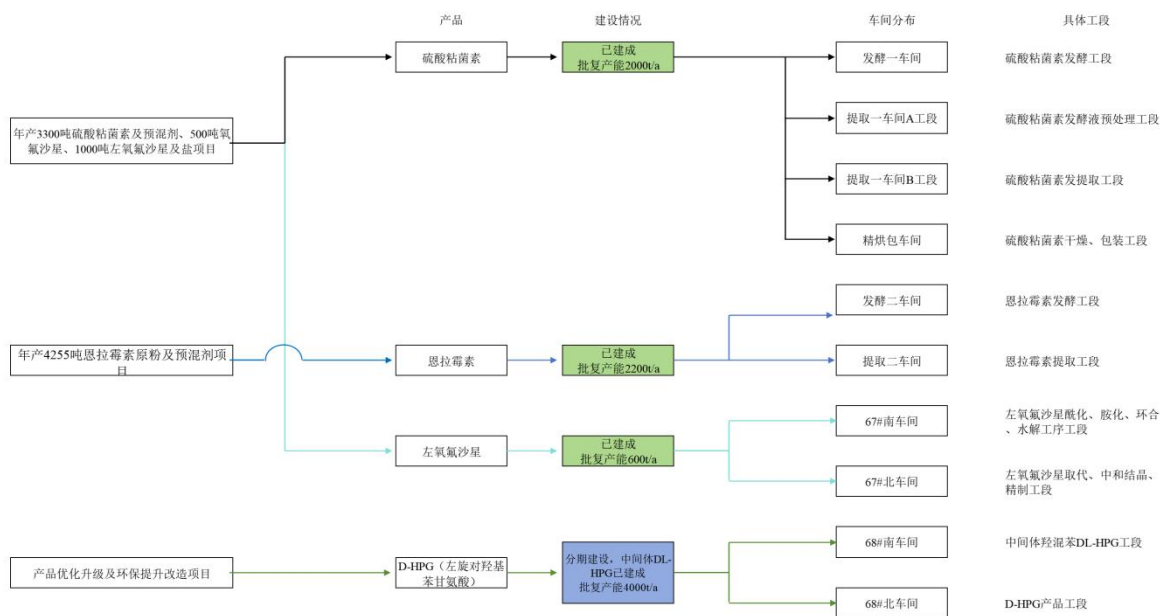 产品
建设情况
车间分布
具体工段
硫酸粘菌素
已建成
批复产能2000t/a
发酵一车间
硫酸粘菌素发酵工段
年产3300吨硫酸粘菌素及预混剂、500吨氧
氟沙星、1000吨左氧氟沙星及盐项目
提取一车间A工段
硫酸粘菌素发酵液预处理工段
提取一车间B工段
硫酸粘菌素发提取工段
精烘包车间
硫酸粘菌素干燥、包装工段
发酵二车间
恩拉霉素发酵工段
年产4255吨恩拉霉素原粉及预混剂项
目
恩拉霉素
已建成
批复产能2200t/a
提取二车间
恩拉霉素提取工段
67#南车间
左氧氟沙星酰化、胺化、环合
、水解工序工段
左氧氟沙星
已建成
批复产能600t/a
67#北车间
左氧氟沙星取代、中和结晶、
精制工段
68#南车间
中间体羟混苯DL-HPG工段
产品优化升级及环保提升改造项目
D-HPG（左旋对羟基
苯甘氨酸）
分期建设，中间体DL-
HPG已建成
批复产能4000t/a
68#北车间
D-HPG产品工段